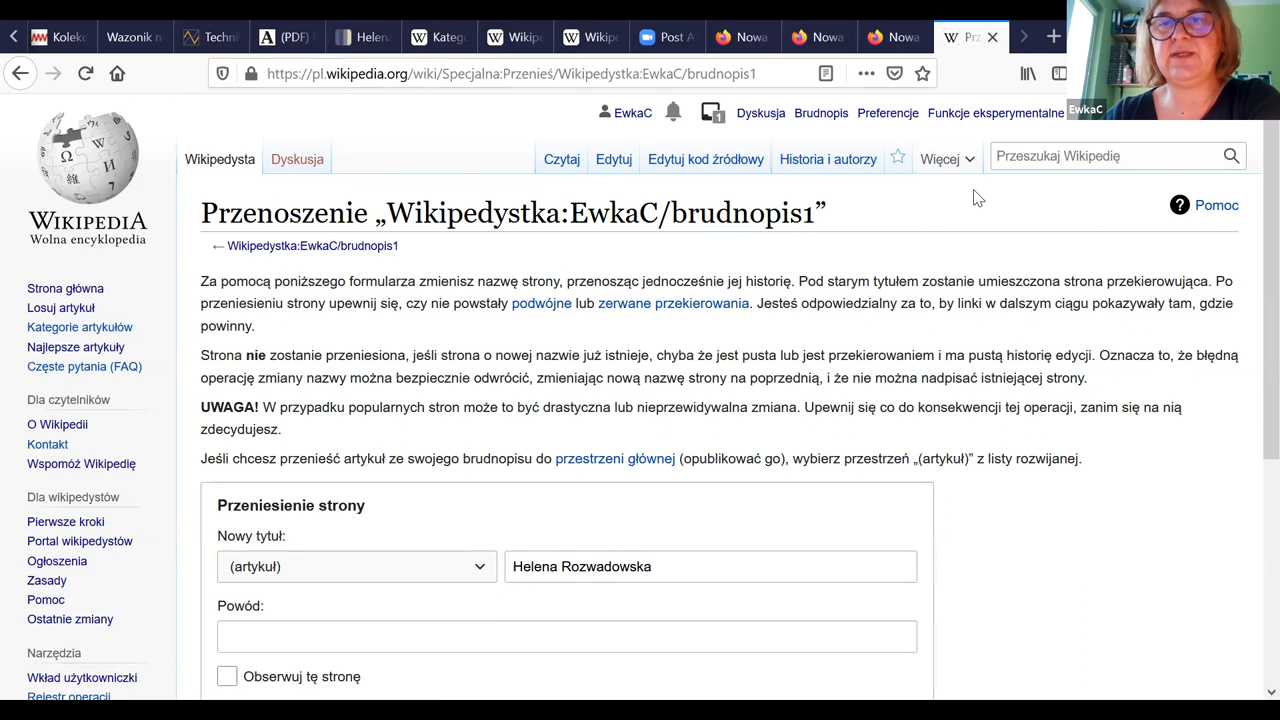 Kolekc
Wazonik m
Techni
(PDF) F
Helena
Katego
Wikipe
Wikipe
Post A
Nowa
Nowa
Nowa
Prz
https://pl.wikipedia.org/wiki/Specjalna:Przenieś/Wikipedystka:EwkaC/brudnopis1
EwkaC
EwkaC
1
Dyskusja
Brudnopis
Preferencje
Funkcje eksperymentalne
WIKIPEDIA
Wolna encyklopedia
Wikipedysta
Dyskusja
Czytaj
Edytuj
Edytuj kod źródłowy
Historia i autorzy
Więcej
Przeszukaj Wikipedię
Przenoszenie „Wikipedystka:EwkaC/brudnopis1”
Pomoc
← Wikipedystka:EwkaC/brudnopis1
Za pomocą poniższego formularza zmienisz nazwę strony, przenosząc jednocześnie jej historię. Pod starym tytułem zostanie umieszczona strona przekierowująca. Po
przeniesieniu strony upewnij się, czy nie powstały podwójne lub zerwane przekierowania. Jesteś odpowiedzialny za to, by linki w dalszym ciągu pokazywały tam, gdzie
powinny.
Strona nie zostanie przeniesiona, jeśli strona o nowej nazwie już istnieje, chyba że jest pusta lub jest przekierowaniem i ma pustą historię edycji. Oznacza to, że błędną
operację zmiany nazwy można bezpiecznie odwrócić, zmieniając nową nazwę strony na poprzednią, i że nie można nadpisać istniejącej strony.
UWAGA! W przypadku popularnych stron może to być drastyczna lub nieprzewidywalna zmiana. Upewnij się co do konsekwencji tej operacji, zanim się na nią
zdecydujesz.
Jeśli chcesz przenieść artykuł ze swojego brudnopisu do przestrzeni głównej (opublikować go), wybierz przestrzeń „(artykuł)” z listy rozwijanej.
Przeniesienie strony
Nowy tytuł:
(artykuł)
Helena Rozwadowska
Powód:
Obserwuj tę stronę
Strona główna
Losuj artykuł
Kategorie artykułów
Najlepsze artykuły
Częste pytania (FAQ)
Dla czytelników
O Wikipedii
Kontakt
Wspomóż Wikipedię
Dla wikipedystów
Pierwsze kroki
Portal wikipedystów
Ogłoszenia
Zasady
Pomoc
Ostatnie zmiany
Narzędzia
Wkład użytkowniczki
Rejestr operacji